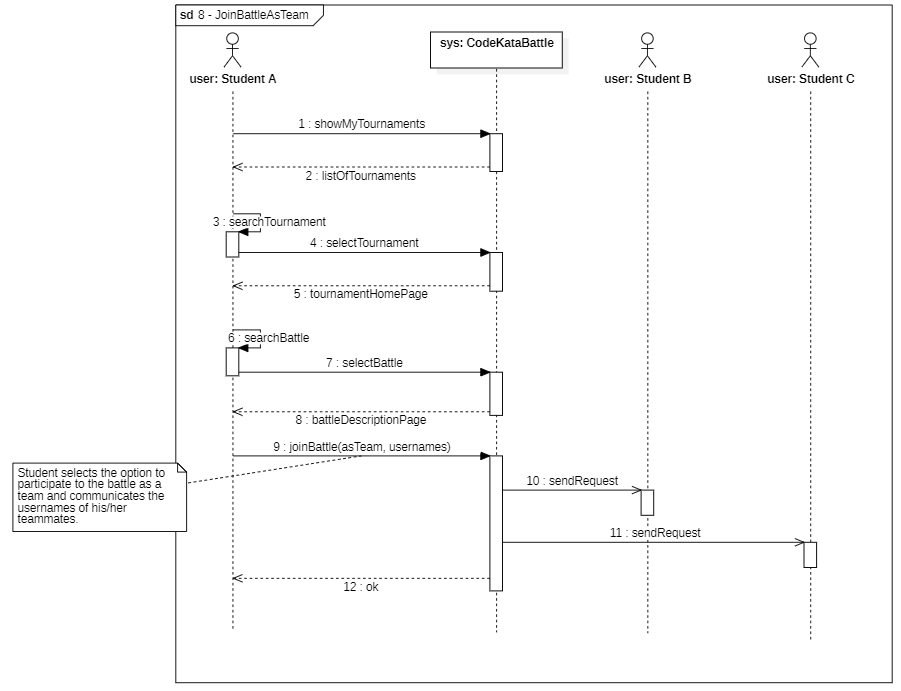 sd 8 - JoinBattleAsTeam
user: Student A
sys: CodeKataBattle
user: Student B
user: Student C
1 : showMyTournaments
2 : listOfTournaments
3 : searchTournament
4 : selectTournament
5 : tournamentHomePage
6 : searchBattle
7 : selectBattle
8 : battleDescriptionPage
9 : joinBattle(asTeam, usernames)
Student selects the option to
participate to the battle as a
team and communicates the
usernames of his/her
teammates.
10 : sendRequest
11 : sendRequest
12 : ok